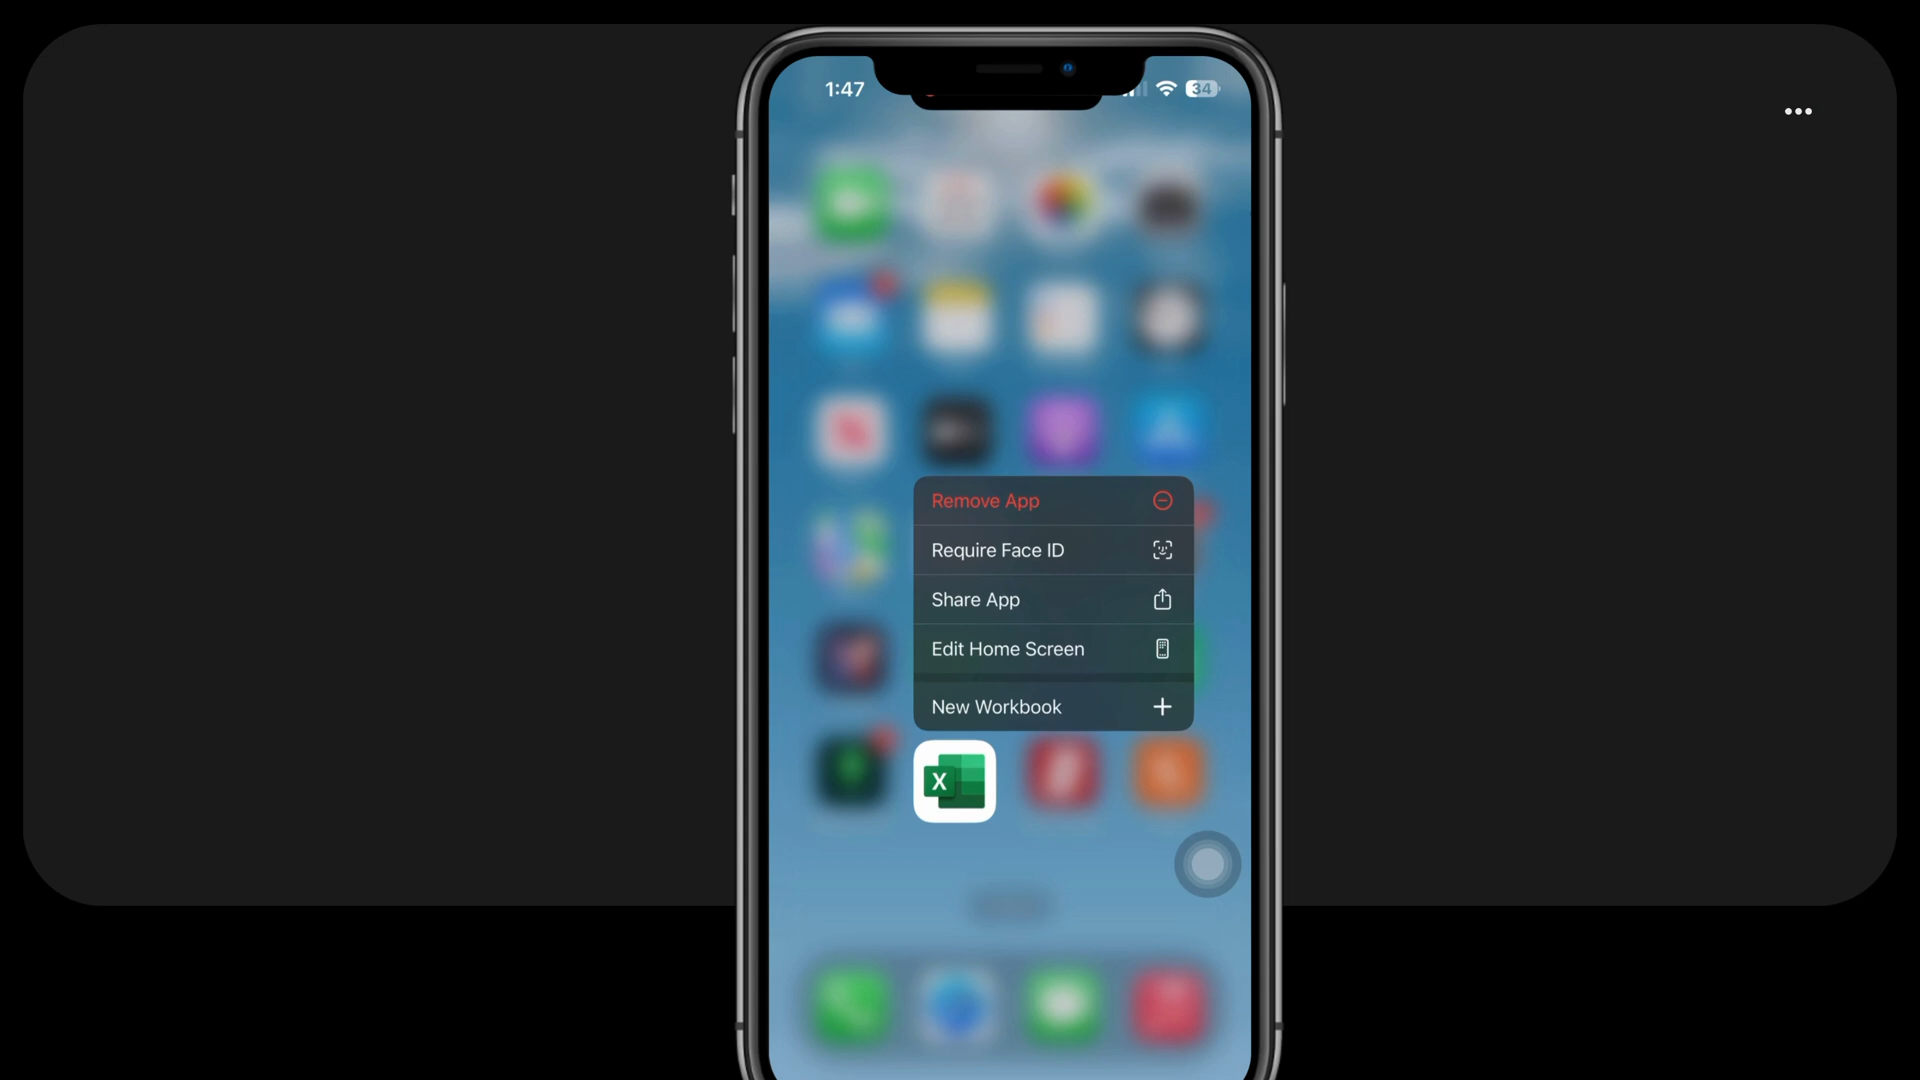 1:47
34
Remove App
Require Face ID
Share App
Edit Home Screen
New Workbook
X